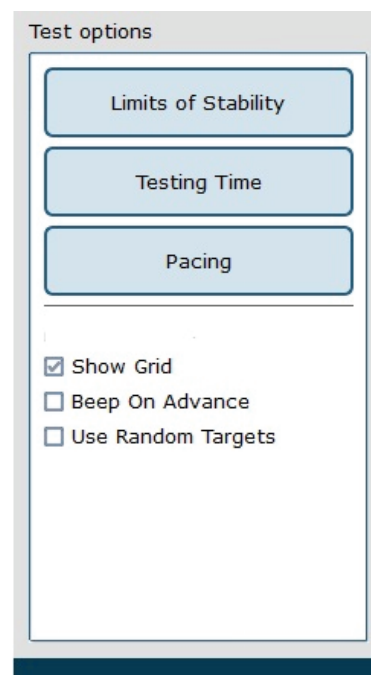 Test options
Limits of Stability
Testing Time
Pacing
Show Grid
Beep On Advance
Use Random Targets